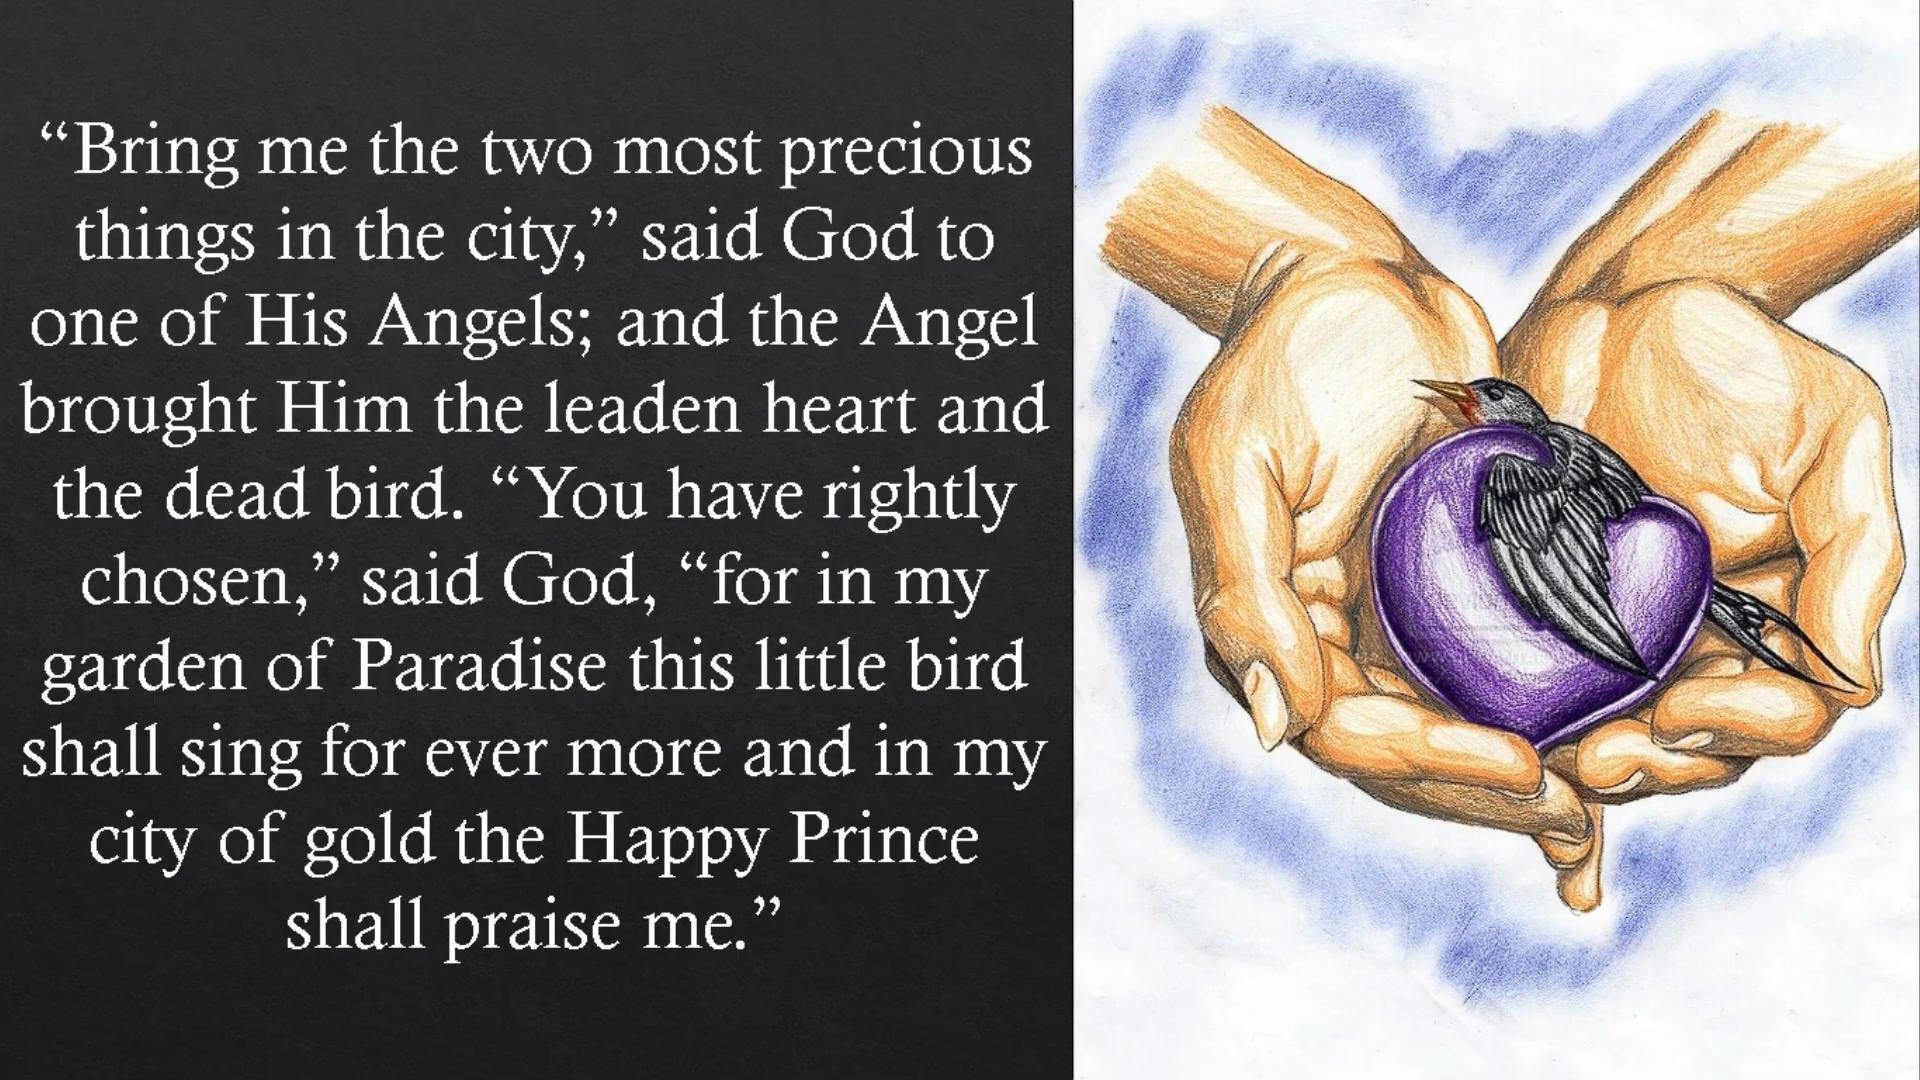 “Bring me the two most precious
things in the city,” said God to
one of His Angels; and the Angel
brought Him the leaden heart and
the dead bird. “You have rightly
chosen,” said God, “for in my
garden of Paradise this little bird
shall sing for ever more and in my
city of gold the Happy Prince
shall praise me.”